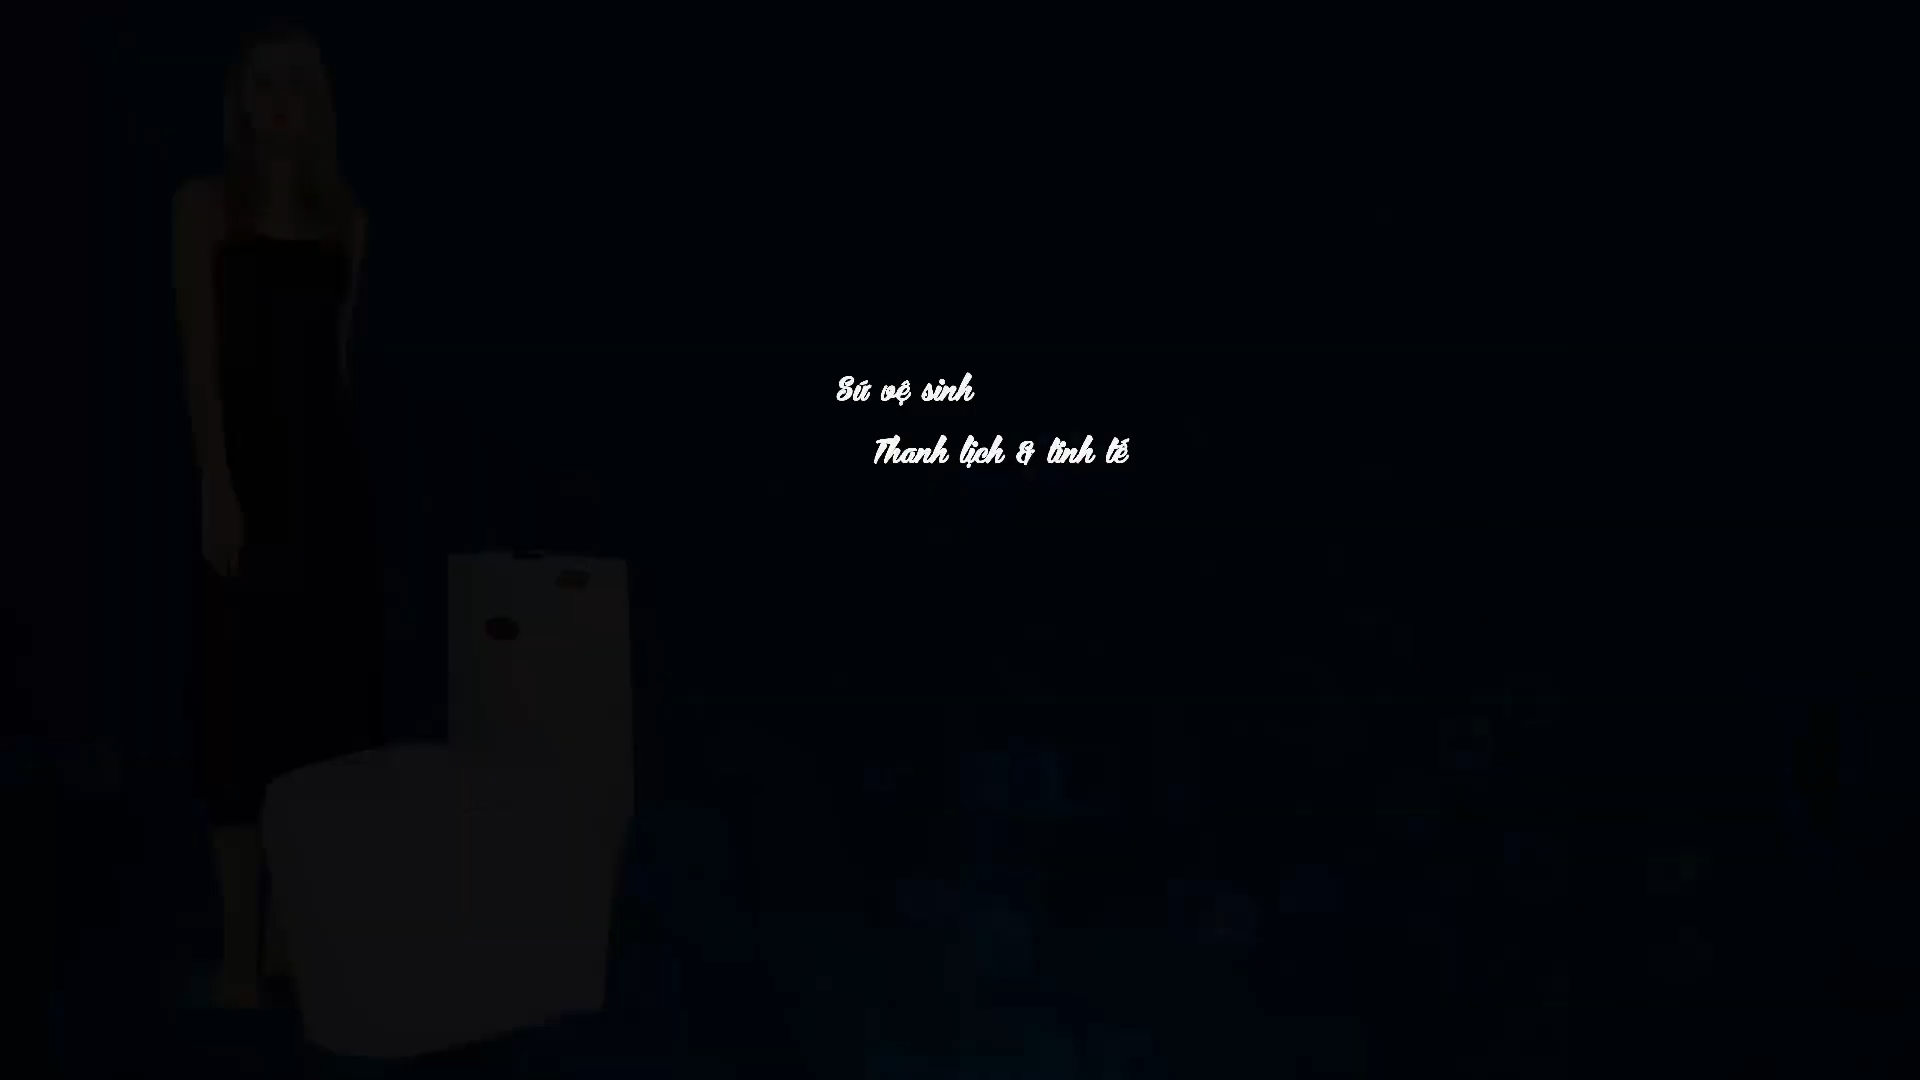 Sứ vệ sinh
Thanh lịch & tinh tế